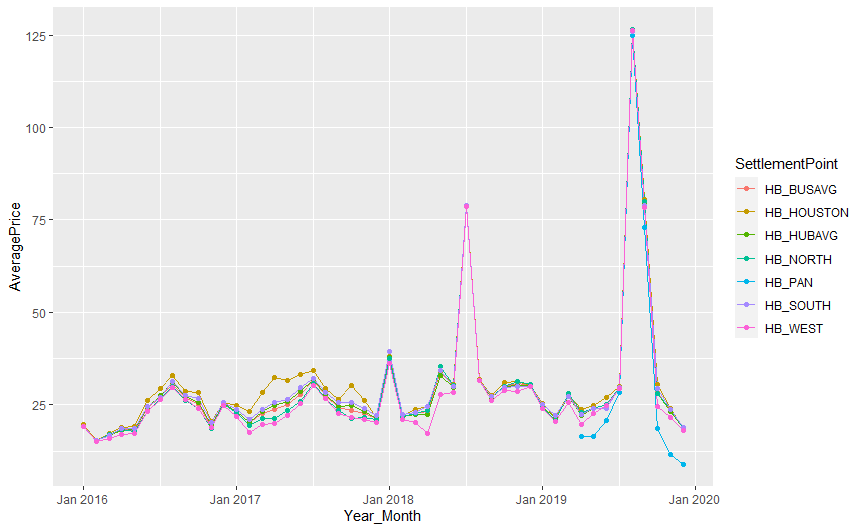 125
100
75
50
25
AveragePrice
Jan 2016
Jan 2017
Jan 2018
Jan 2019
Jan 2020
Year_Month
SettlementPoint
HB_BUSAVG
HB_HOUSTON
HB_HUBAVG
HB_NORTH
HB_PAN
HB_SOUTH
HB_WEST